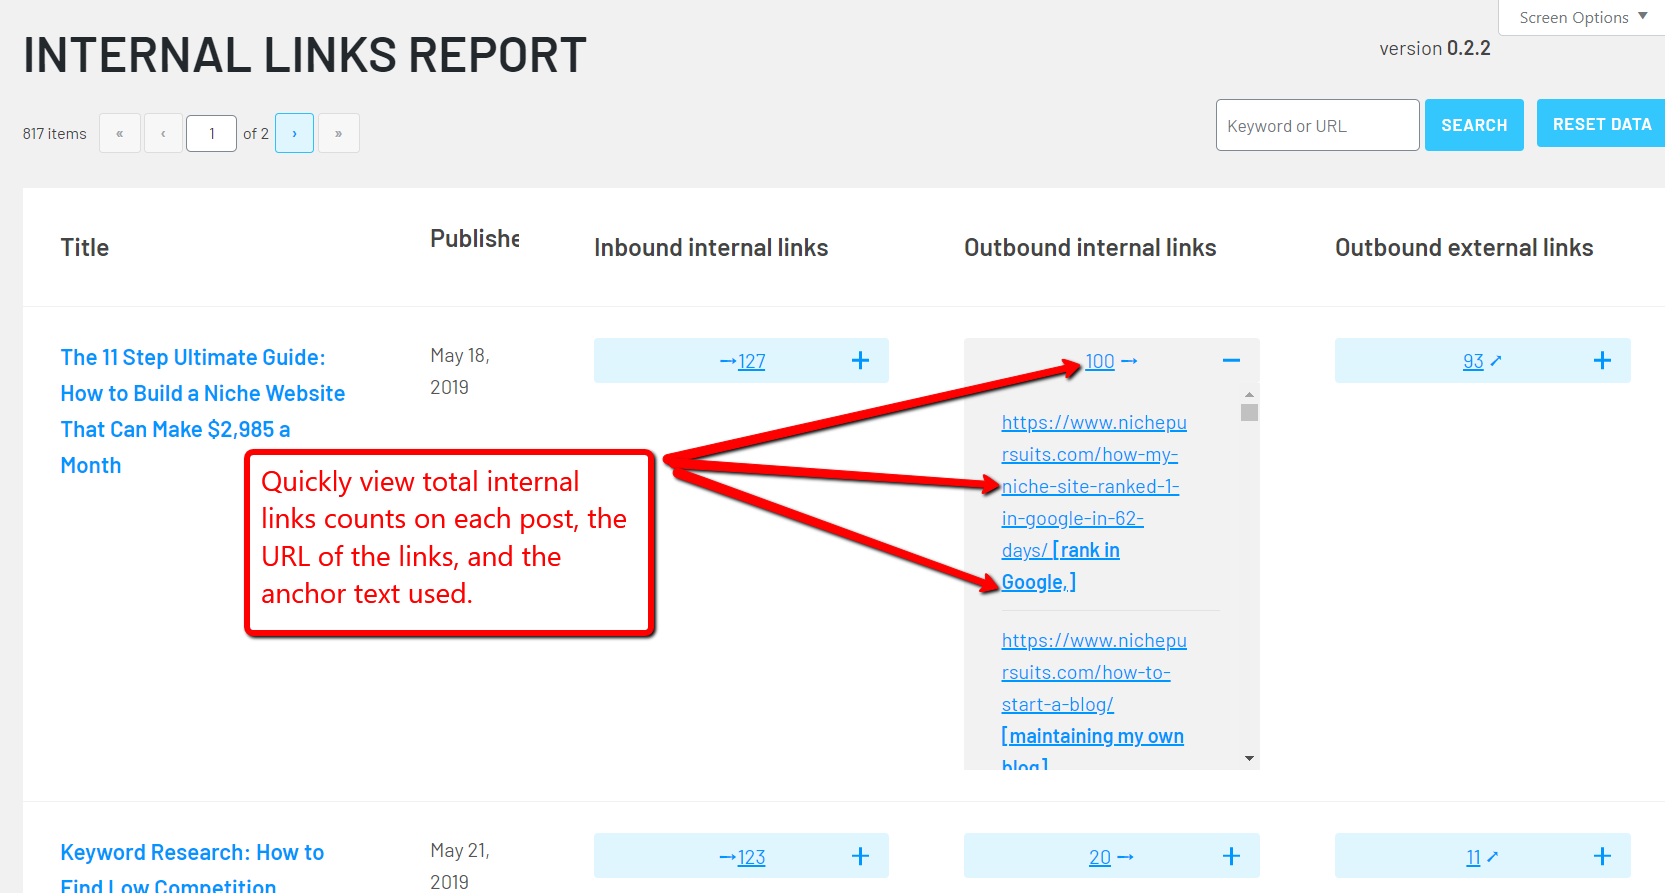 Screen Options ▼
INTERNAL LINKS REPORT
version 0.2.2
817 items « ‹ 1 of 2 › »
Keyword or URL SEARCH RESET DATA
Title Publishe Inbound internal links Outbound internal links Outbound external links
The 11 Step Ultimate Guide:
How to Build a Niche Website
That Can Make $2,985 a
Month
May 18,
2019
→127 +
100 → −
93 ↗ +
https://www.nichepu
rsuits.com/how-my-
niche-site-ranked-1-
in-google-in-62-
days/ [rank in
Google,]
https://www.nichepu
rsuits.com/how-to-
start-a-blog/
[maintaining my own
blog]
Quickly view total internal
links counts on each post, the
URL of the links, and the
anchor text used.
Keyword Research: How to
Find Low Competition
May 21,
2019
→123 +
20 → +
11 ↗ +